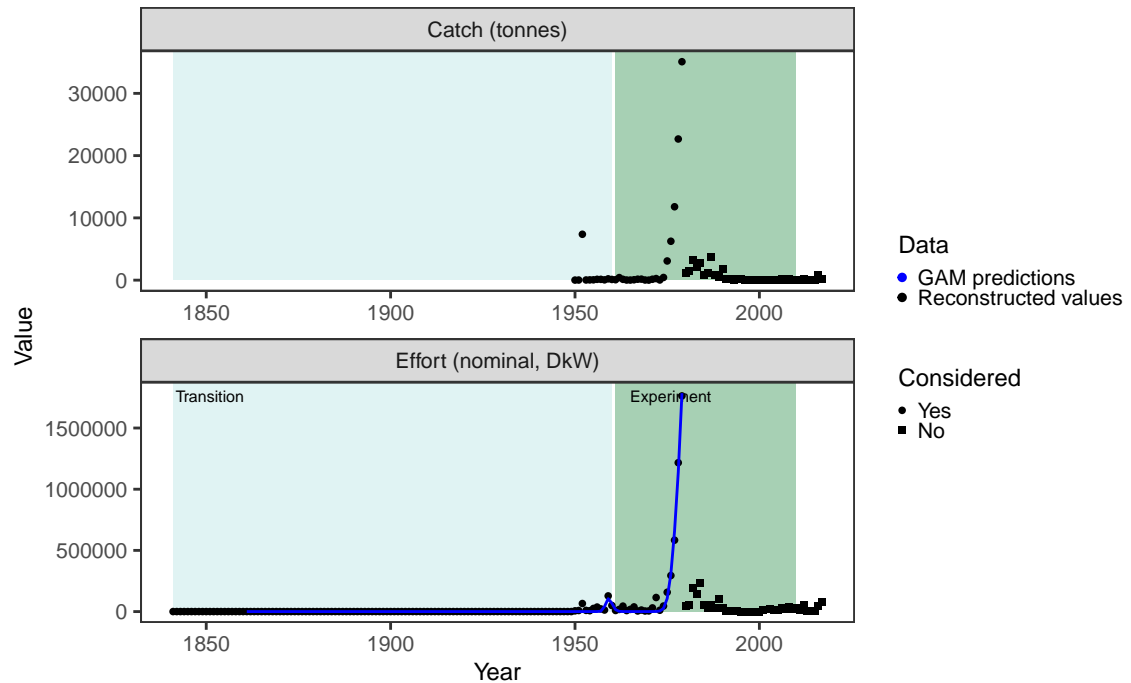 Catch (tonnes)
30000
20000
10000
0
1850 1900 1950 2000
Value
Effort (nominal, DkW)
Transition Experiment
1500000
1000000
500000
0
1850 1900 1950 2000
Year
Data
GAM predictions
Reconstructed values
Considered
Yes
No